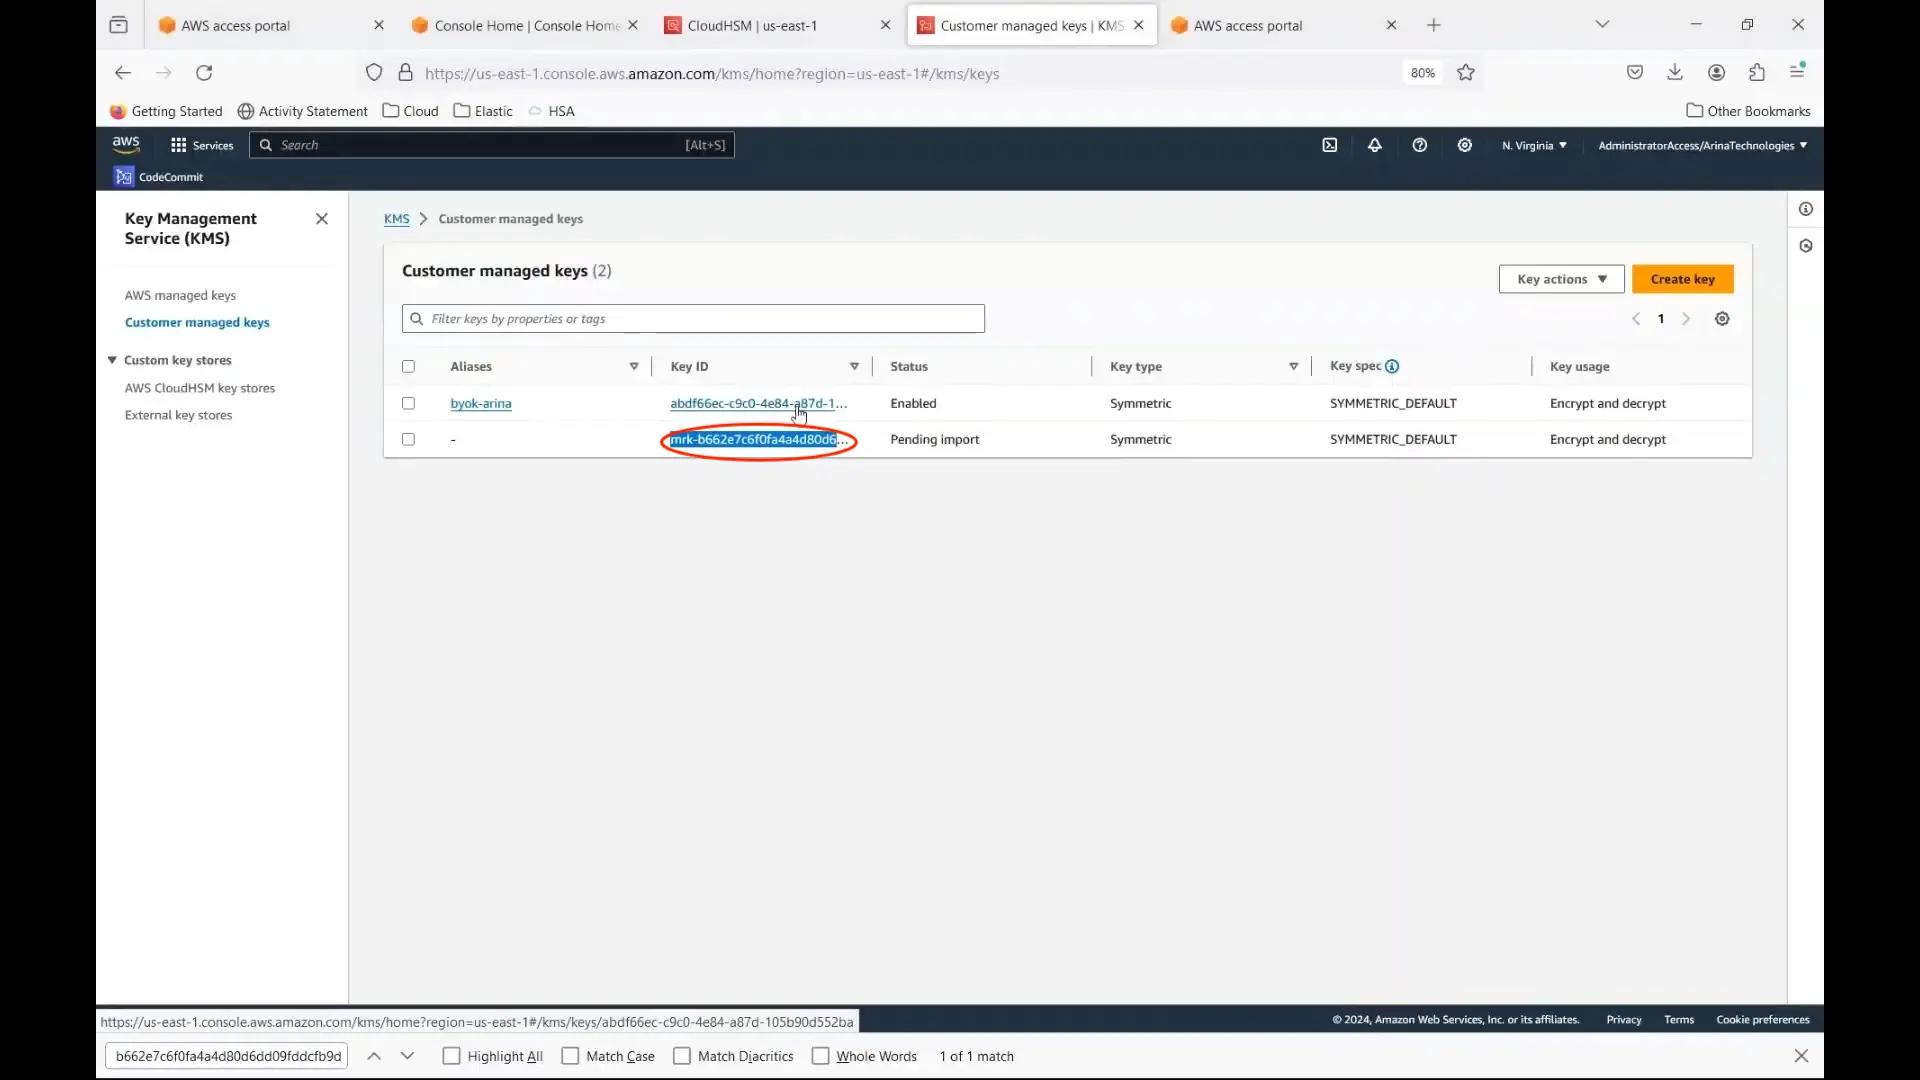 AWS access portal
Console Home | Console Home
CloudHSM | us-east-1
Customer managed keys | KMS
AWS access portal
https://us-east-1.console.aws.amazon.com/kms/home?region=us-east-1#/kms/keys
80%
Getting Started
Activity Statement
Cloud
Elastic
HSA
Other Bookmarks
aws
Services
Search
[Alt+S]
N. Virginia
AdministratorAccess/ArinaTechnologies
CodeCommit
Key Management
Service (KMS)
AWS managed keys
Customer managed keys
Custom key stores
AWS CloudHSM key stores
External key stores
KMS > Customer managed keys
Customer managed keys (2)
Key actions
Create key
Filter keys by properties or tags
1
Aliases Key ID Status Key type Key spec Key usage
byok-arina abdf66ec-c9c0-4e84-a87d-1... Enabled Symmetric SYMMETRIC_DEFAULT Encrypt and decrypt
- mrk-b662e7c6f0fa4a4d80d6... Pending import Symmetric SYMMETRIC_DEFAULT Encrypt and decrypt
https://us-east-1.console.aws.amazon.com/kms/home?region=us-east-1#/kms/keys/abdf66ec-c9c0-4e84-a87d-105b90d552ba
© 2024, Amazon Web Services, Inc. or its affiliates.
Privacy
Terms
Cookie preferences
b662e7c6f0fa4a4d80d6dd09fddcfb9d
Highlight All
Match Case
Match Diacritics
Whole Words
1 of 1 match